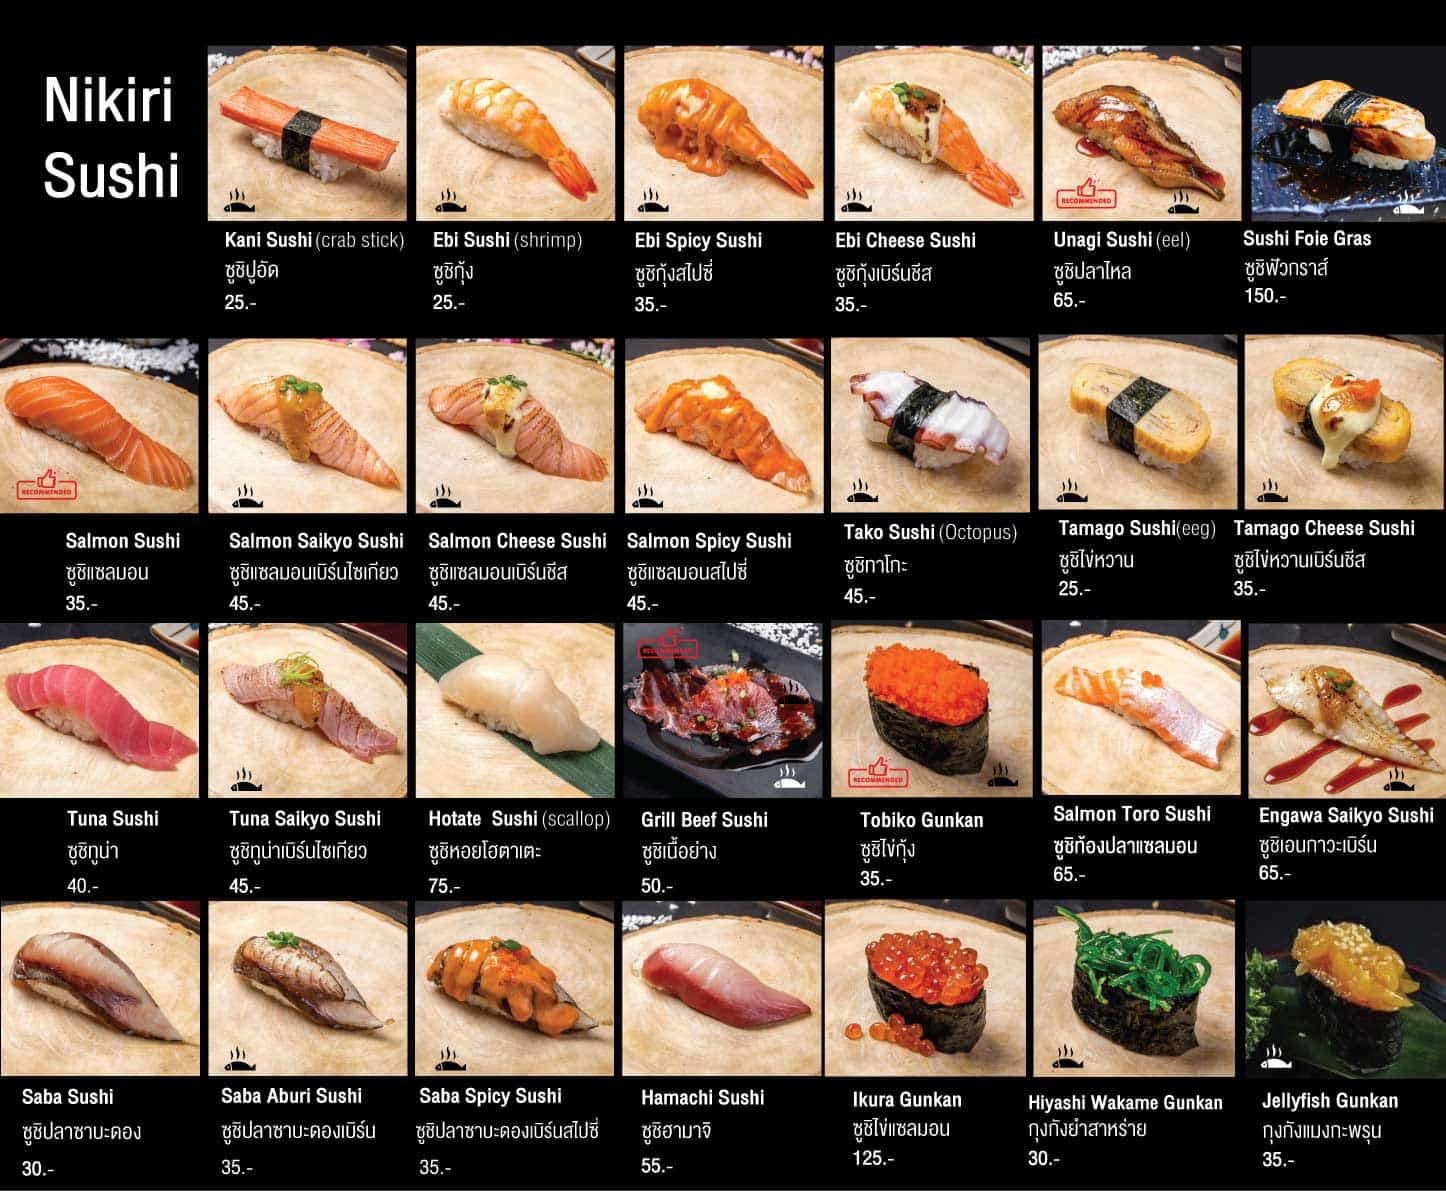 Nikiri
Sushi
Kani Sushi (crab stick)
ซูชิปูอัด
25.-
Ebi Sushi (shrimp)
ซูชิกุ้ง
25.-
Ebi Spicy Sushi
ซูชิกุ้งสไปซี่
35.-
Ebi Cheese Sushi
ซูชิกุ้งเบิร์นชีส
35.-
RECOMMENDED
Unagi Sushi (eel)
ซูชิปลาไหล
65.-
Sushi Foie Gras
ซูชิฟัวกราส์
150.-
RECOMMENDED
Salmon Sushi
ซูชิแซลมอน
35.-
Salmon Saikyo Sushi
ซูชิแซลมอนเบิร์นไซเกียว
45.-
Salmon Cheese Sushi
ซูชิแซลมอนเบิร์นชีส
45.-
Salmon Spicy Sushi
ซูชิแซลมอนสไปซี่
45.-
Tako Sushi (Octopus)
ซูชิทาโกะ
45.-
Tamago Sushi(eeg)
ซูชิไข่หวาน
25.-
Tamago Cheese Sushi
ซูชิไข่หวานเบิร์นชีส
35.-
Tuna Sushi
ซูชิทูน่า
40.-
Tuna Saikyo Sushi
ซูชิทูน่าเบิร์นไซเกียว
45.-
Hotate Sushi (scallop)
ซูชิหอยโฮตาเตะ
75.-
RECOMMENDED
Grill Beef Sushi
ซูชิเนื้อย่าง
50.-
RECOMMENDED
Tobiko Gunkan
ซูชิไข่กุ้ง
35.-
Salmon Toro Sushi
ซูชิท้องปลาแซลมอน
65.-
Engawa Saikyo Sushi
ซูชิเอนกาวะเบิร์น
65.-
Saba Sushi
ซูชิปลาซาบะดอง
30.-
Saba Aburi Sushi
ซูชิปลาซาบะดองเบิร์น
35.-
Saba Spicy Sushi
ซูชิปลาซาบะดองเบิร์นสไปซี่
35.-
Hamachi Sushi
ซูชิฮามาจิ
55.-
Ikura Gunkan
ซูชิไข่แซลมอน
125.-
Hiyashi Wakame Gunkan
กุงกังยำสาหร่าย
30.-
Jellyfish Gunkan
กุงกังแมงกะพรุน
35.-